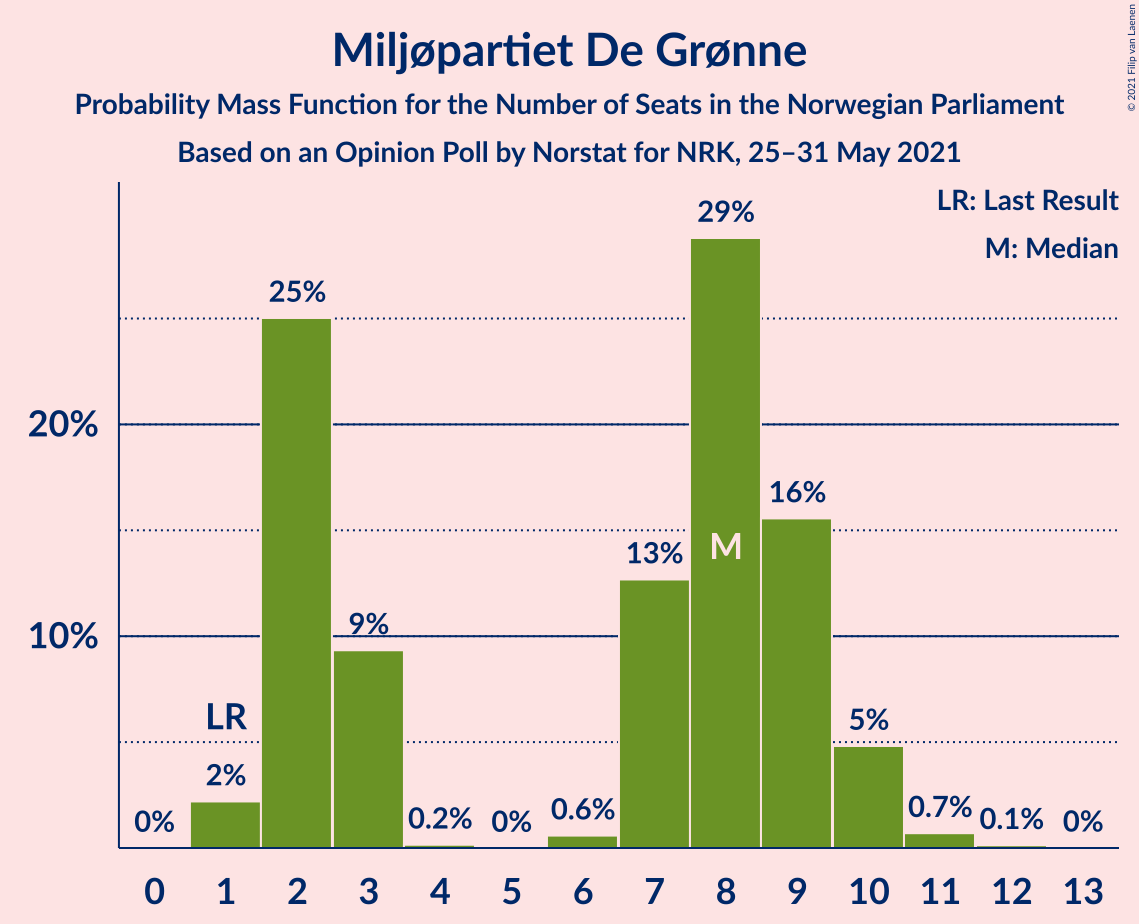 Miljøpartiet De Grønne
Probability Mass Function for the Number of Seats in the Norwegian Parliament
Based on an Opinion Poll by Norstat for NRK, 25–31 May 2021
© 2021 Filip van Laenen
LR: Last Result
M: Median
29%
25%
20%
16%
M
13%
10%
9%
LR
5%
2%
0%
0.2%
0%
0.6%
0.7%
0.1%
0%
0 1 2 3 4 5 6 7 8 9 10 11 12 13